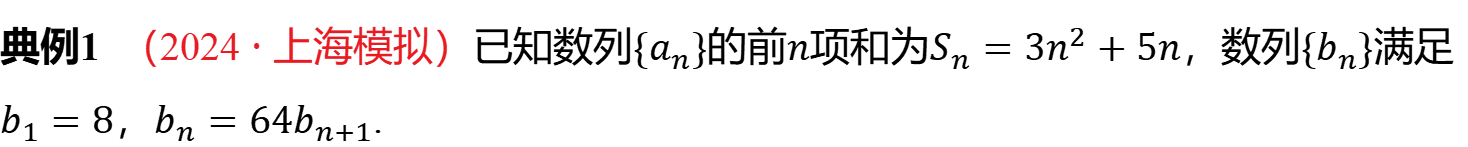 典例1 （2024·上海模拟）已知数列{aₙ}的前n项和为Sₙ = 3n² + 5n，数列{bₙ}满足
b₁ = 8，bₙ = 64bₙ₊₁.